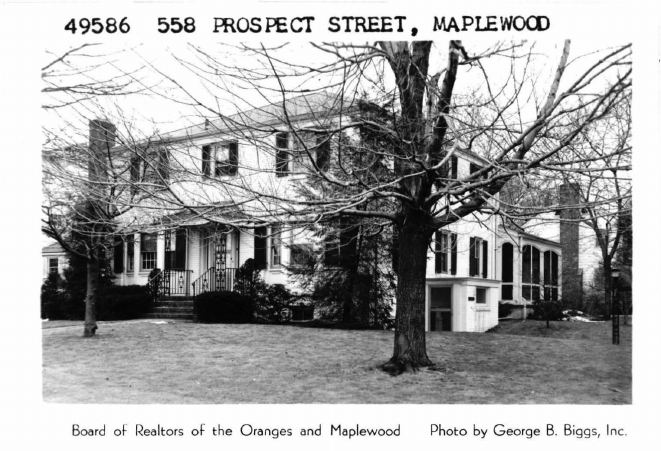 49586 558 PROSPECT STREET, MAPLEWOOD
Board of Realtors of the Oranges and Maplewood Photo by George B. Biggs, Inc.